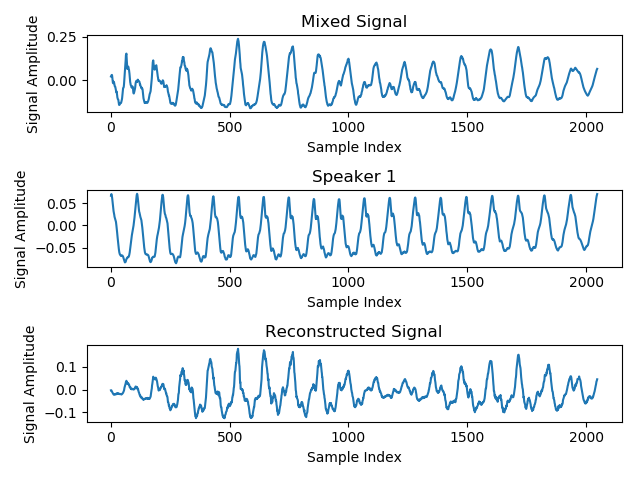 Mixed Signal
Signal Amplitude
0.25
0.00
0 500 1000 1500 2000
Sample Index
Speaker 1
Signal Amplitude
0.05
0.00
−0.05
0 500 1000 1500 2000
Sample Index
Reconstructed Signal
Signal Amplitude
0.1
0.0
−0.1
0 500 1000 1500 2000
Sample Index